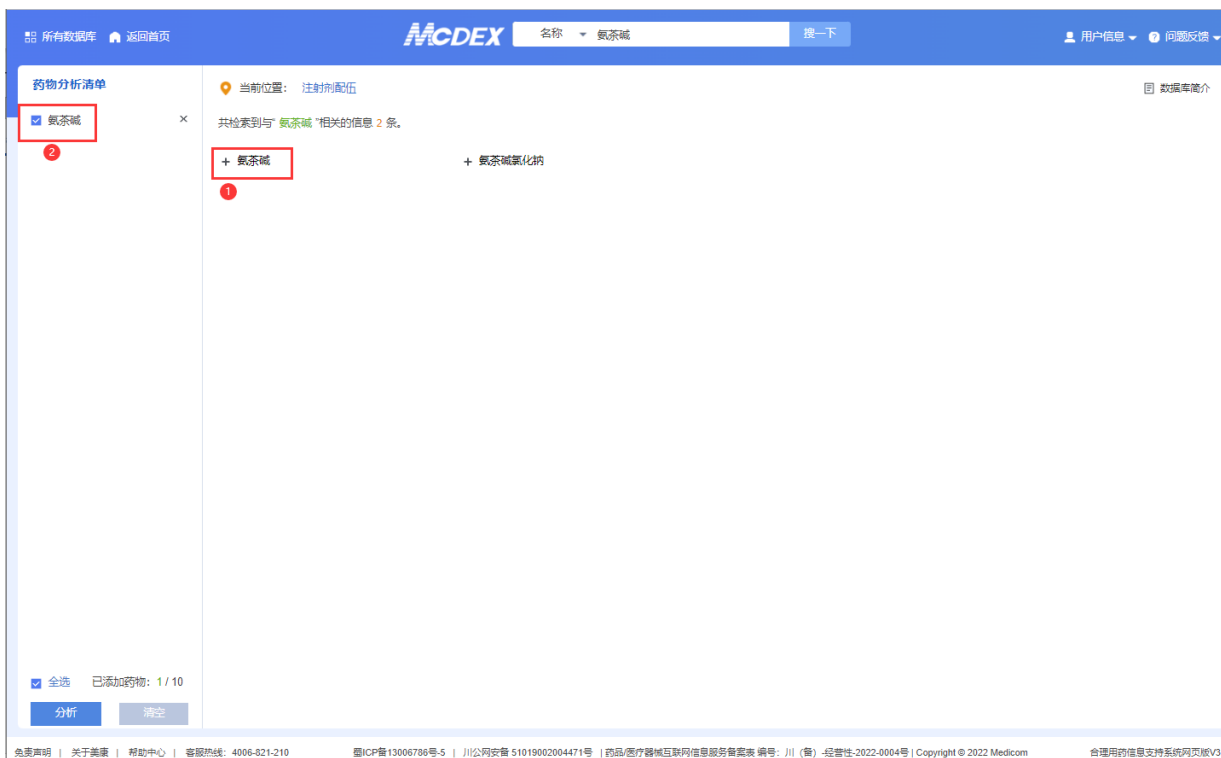 所有数据库 返回首页 MCDEX 名称 氨茶碱 搜一下 用户信息 问题反馈
药物分析清单
当前位置： 注射剂配伍 数据库简介
氨茶碱 ×
共检索到与“ 氨茶碱 ”相关的信息 2 条。
2
+ 氨茶碱 + 氨茶碱氯化钠
1
全选 已添加药物：1 / 10
分析 清空
免责声明 | 关于美康 | 帮助中心 | 客服热线：4006-821-210 蜀ICP备13006786号-5 | 川公网安备 51019002004471号 | 药品/医疗器械互联网信息服务备案表 编号：川（备）-经营性-2022-0004号 | Copyright © 2022 Medicom 合理用药信息支持系统网页版V3